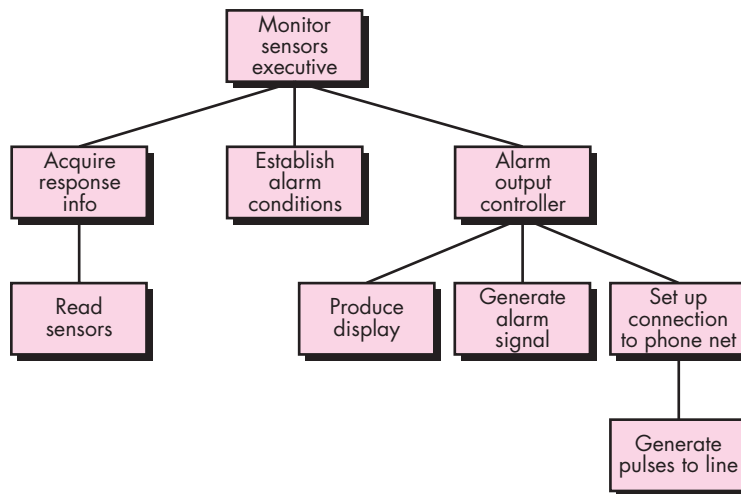 Monitor
sensors
executive
Acquire
response
info
Establish
alarm
conditions
Alarm
output
controller
Read
sensors
Produce
display
Generate
alarm
signal
Set up
connection
to phone net
Generate
pulses to line